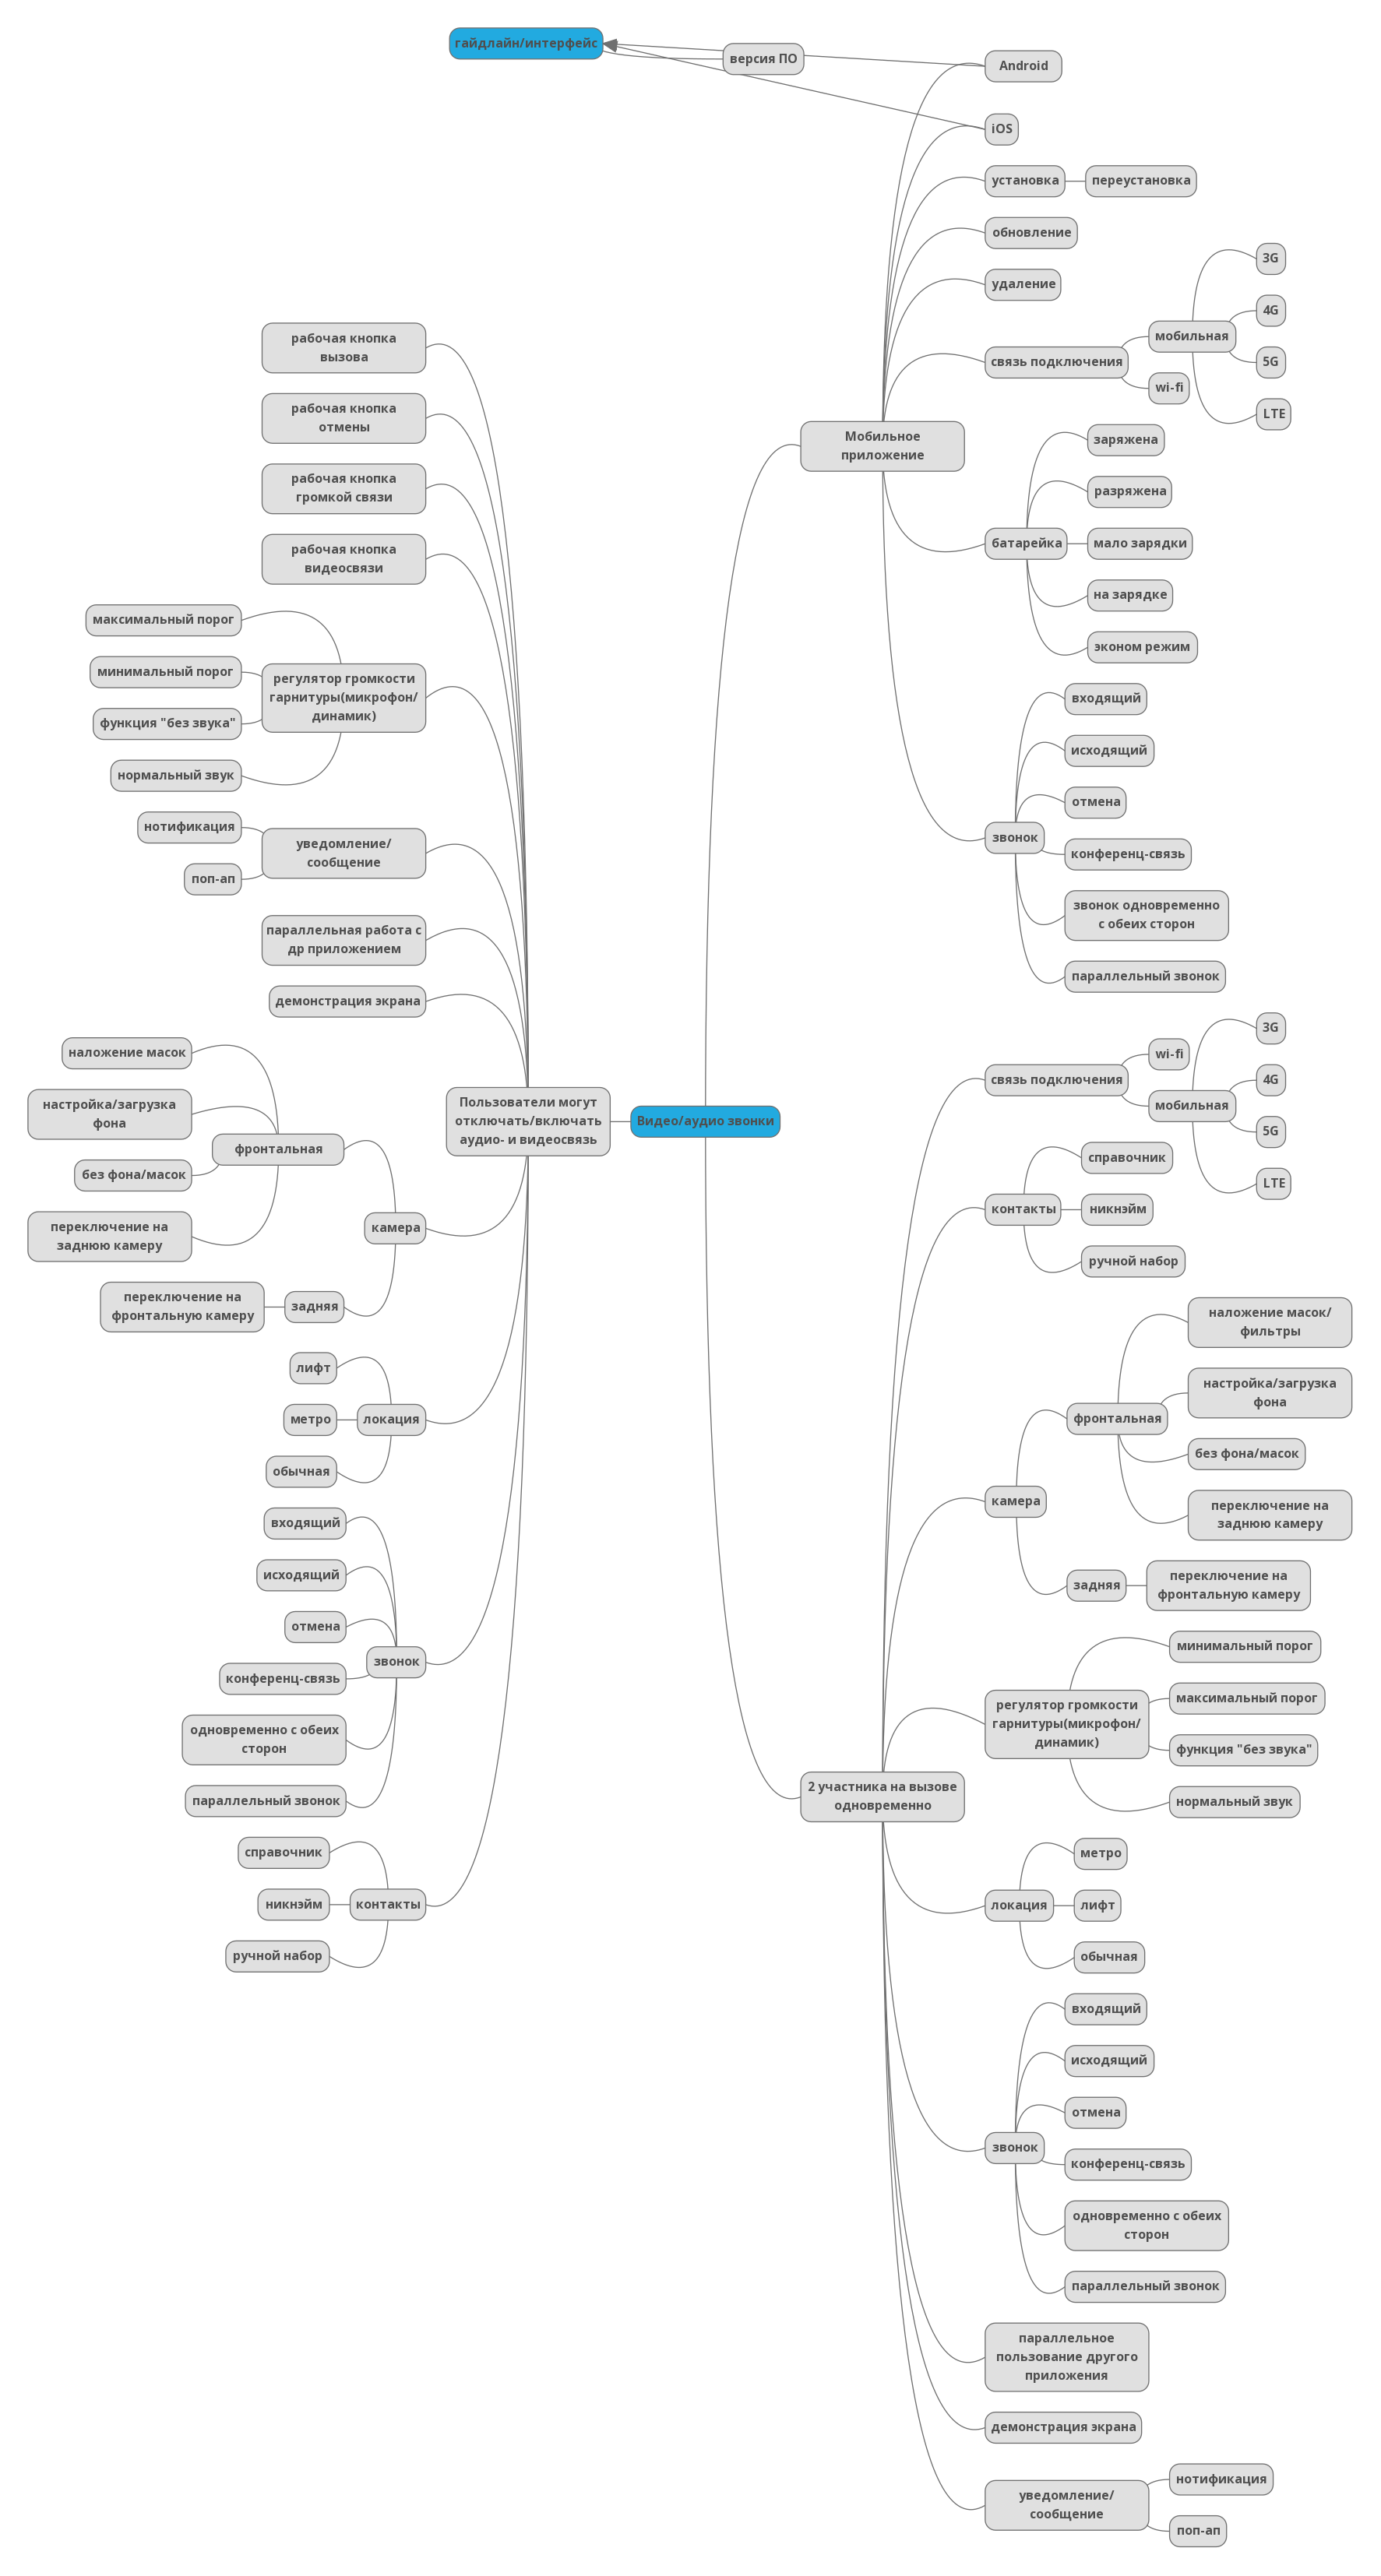 гайдлайн/интерфейс
версия ПО
Android
iOS
установка
переустановка
обновление
удаление
3G
4G
мобильная
5G
связь подключения
wi-fi
LTE
Мобильное
приложение
заряжена
разряжена
батарейка
мало зарядки
на зарядке
эконом режим
входящий
исходящий
отмена
звонок
конференц-связь
звонок одновременно
с обеих сторон
параллельный звонок
рабочая кнопка
вызова
рабочая кнопка
отмены
рабочая кнопка
громкой связи
рабочая кнопка
видеосвязи
максимальный порог
минимальный порог
регулятор громкости
гарнитуры(микрофон/
динамик)
функция "без звука"
нормальный звук
нотификация
уведомление/
сообщение
поп-ап
параллельная работа с
др приложением
демонстрация экрана
наложение масок
настройка/загрузка
фона
фронтальная
без фона/масок
переключение на
заднюю камеру
камера
переключение на
фронтальную камеру
задняя
Пользователи могут
отключать/включать
аудио- и видеосвязь
Видео/аудио звонки
лифт
метро
локация
обычная
входящий
исходящий
отмена
звонок
конференц-связь
одновременно с обеих
сторон
параллельный звонок
справочник
никнэйм
контакты
ручной набор
3G
wi-fi
связь подключения
4G
мобильная
5G
LTE
справочник
контакты
никнэйм
ручной набор
наложение масок/
фильтры
настройка/загрузка
фона
фронтальная
без фона/масок
камера
переключение на
заднюю камеру
задняя
переключение на
фронтальную камеру
минимальный порог
максимальный порог
регулятор громкости
гарнитуры(микрофон/
динамик)
функция "без звука"
нормальный звук
2 участника на вызове
одновременно
метро
локация
лифт
обычная
входящий
исходящий
отмена
звонок
конференц-связь
одновременно с обеих
сторон
параллельный звонок
параллельное
пользование другого
приложения
демонстрация экрана
нотификация
уведомление/
сообщение
поп-ап